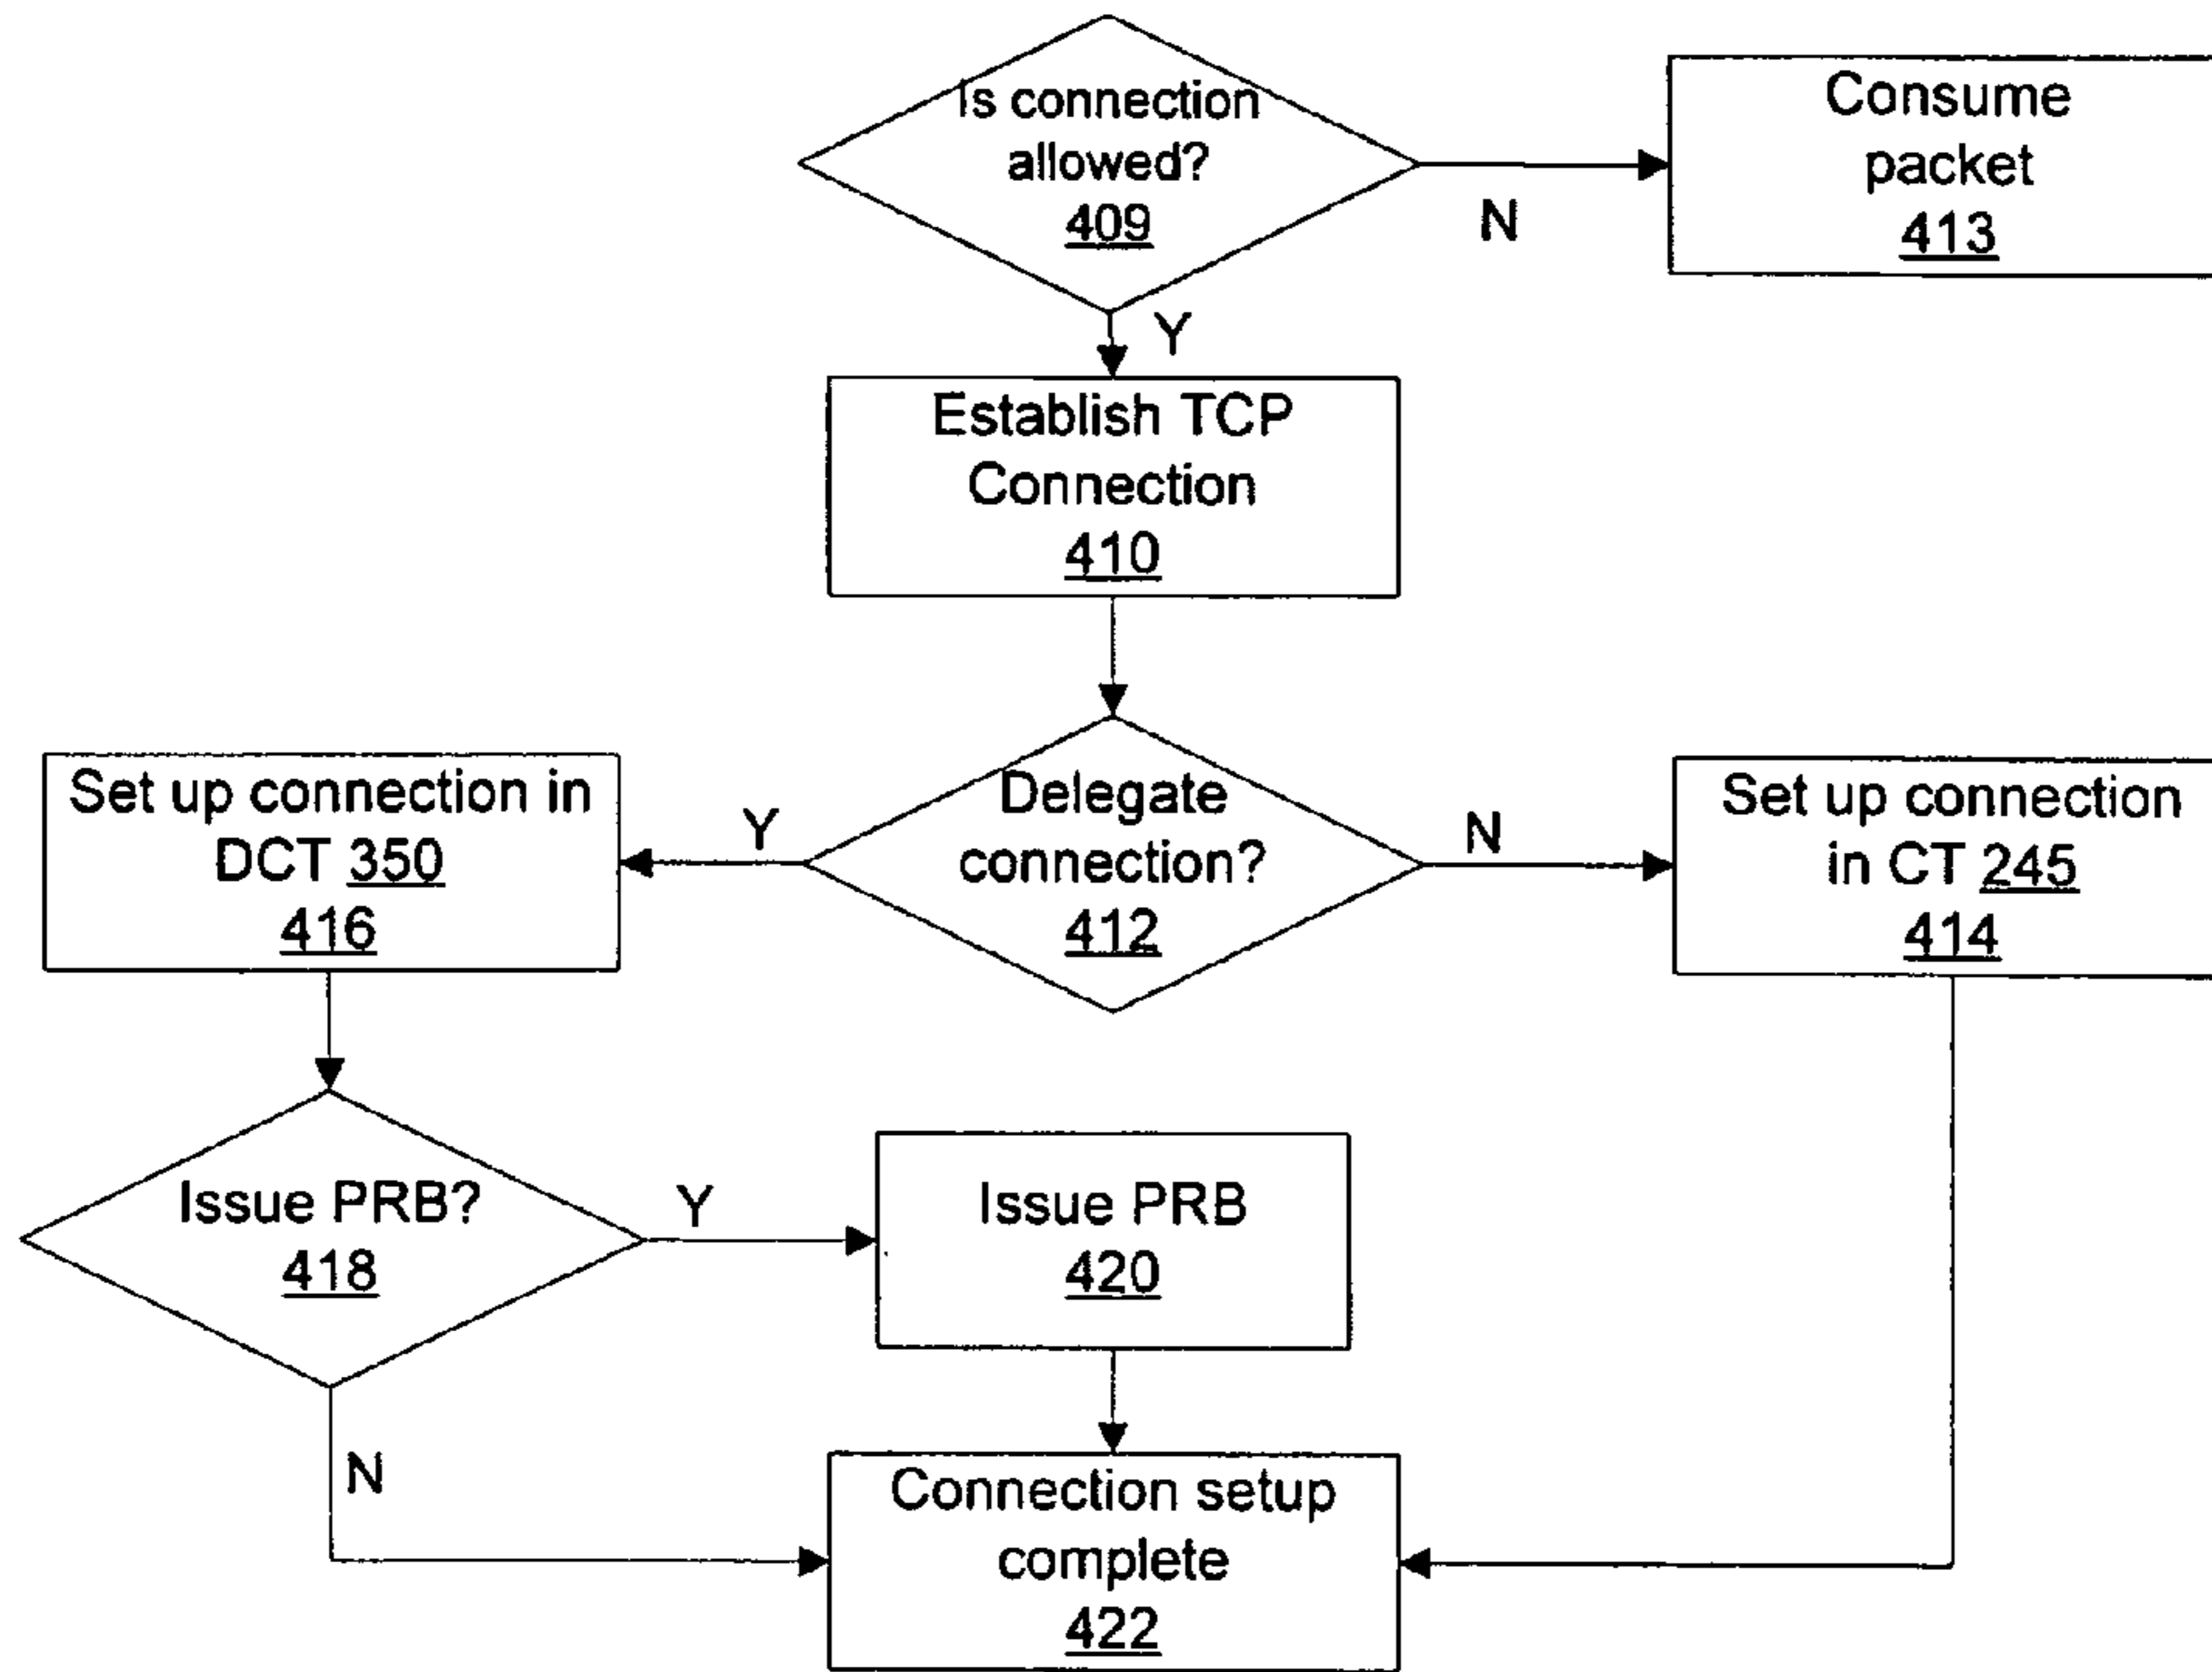 Is connection
allowed?
409
N
Consume
packet
413
Y
Establish TCP
Connection
410
Set up connection in
DCT 350
416
Y
Delegate
connection?
412
N
Set up connection
in CT 245
414
Issue PRB?
418
Y
Issue PRB
420
N
Connection setup
complete
422